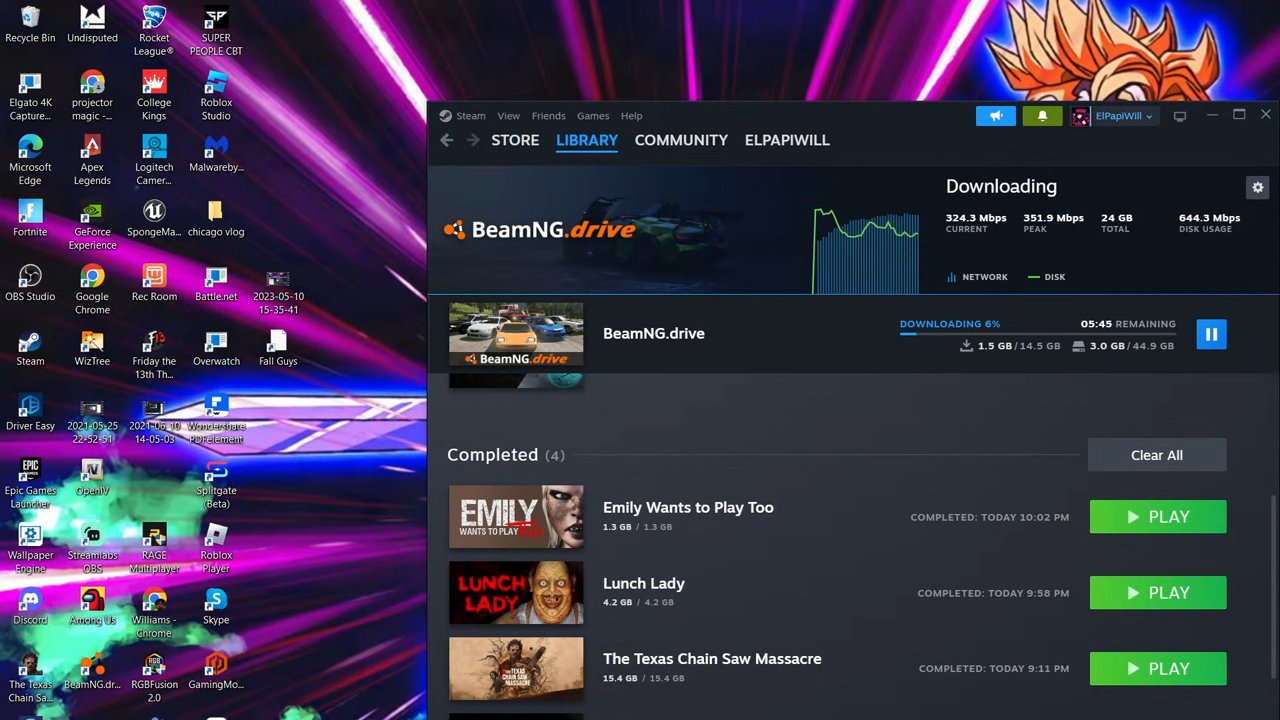 Recycle Bin
Undisputed
Rocket
League®
SUPER
PEOPLE CBT
Elgato 4K
Capture...
projector
magic -...
College
Kings
Roblox
Studio
Microsoft
Edge
Apex
Legends
Logitech
Camer...
Malwareby...
Fortnite
GeForce
Experience
SpongeMa...
chicago vlog
OBS Studio
Google
Chrome
Rec Room
Battle.net
2023-05-10
15-35-41
Steam
WizTree
Friday the
13th Th...
Overwatch
Fall Guys
Driver Easy
2021-05-25
22-52-51
2021-06-10
14-05-03
Wondershare
PDFelement
Epic Games
Launcher
OpenIV
Splitgate
(Beta)
Wallpaper
Engine
Streamlabs
OBS
RAGE
Multiplayer
Roblox
Player
Discord
Among Us
Williams -
Chrome
Skype
The Texas
Chain Sa...
BeamNG.dr...
RGBFusion
2.0
GamingMo...
Steam View Friends Games Help
ElPapiWill
STORE LIBRARY COMMUNITY ELPAPIWILL
BeamNG.drive
Downloading
324.3 Mbps 351.9 Mbps 24 GB 644.3 Mbps
CURRENT PEAK TOTAL DISK USAGE
NETWORK DISK
BeamNG.drive
BeamNG.drive
DOWNLOADING 6% 05:45 REMAINING
1.5 GB / 14.5 GB 3.0 GB / 44.9 GB
Completed (4)
Clear All
EMILY
WANTS TO PLAY TOO
Emily Wants to Play Too
1.3 GB / 1.3 GB
COMPLETED: TODAY 10:02 PM
PLAY
LUNCH
LADY
Lunch Lady
4.2 GB / 4.2 GB
COMPLETED: TODAY 9:58 PM
PLAY
The Texas Chain Saw Massacre
15.4 GB / 15.4 GB
COMPLETED: TODAY 9:11 PM
PLAY